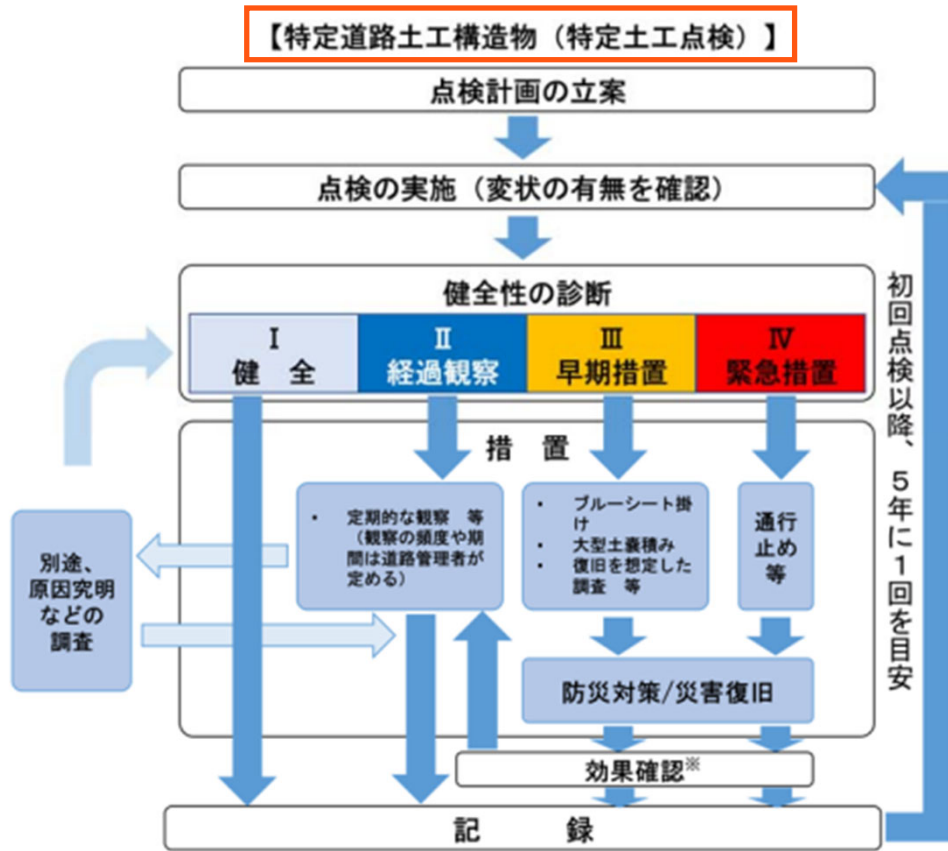 【特定道路土工構造物（特定土工点検）】
点検計画の立案
点検の実施（変状の有無を確認）
健全性の診断
Ⅰ
健　全
Ⅱ
経過観察
Ⅲ
早期措置
Ⅳ
緊急措置
措　置
・ 定期的な観察　等
（観察の頻度や期
間は道路管理者が
定める）
・ ブルーシート掛
け
・ 大型土嚢積み
・ 復旧を想定した
調査　等
通行
止め
等
別途、
原因究明
などの
調査
防災対策/災害復旧
効果確認※
記　録
初回点検以降、５年に１回を目安